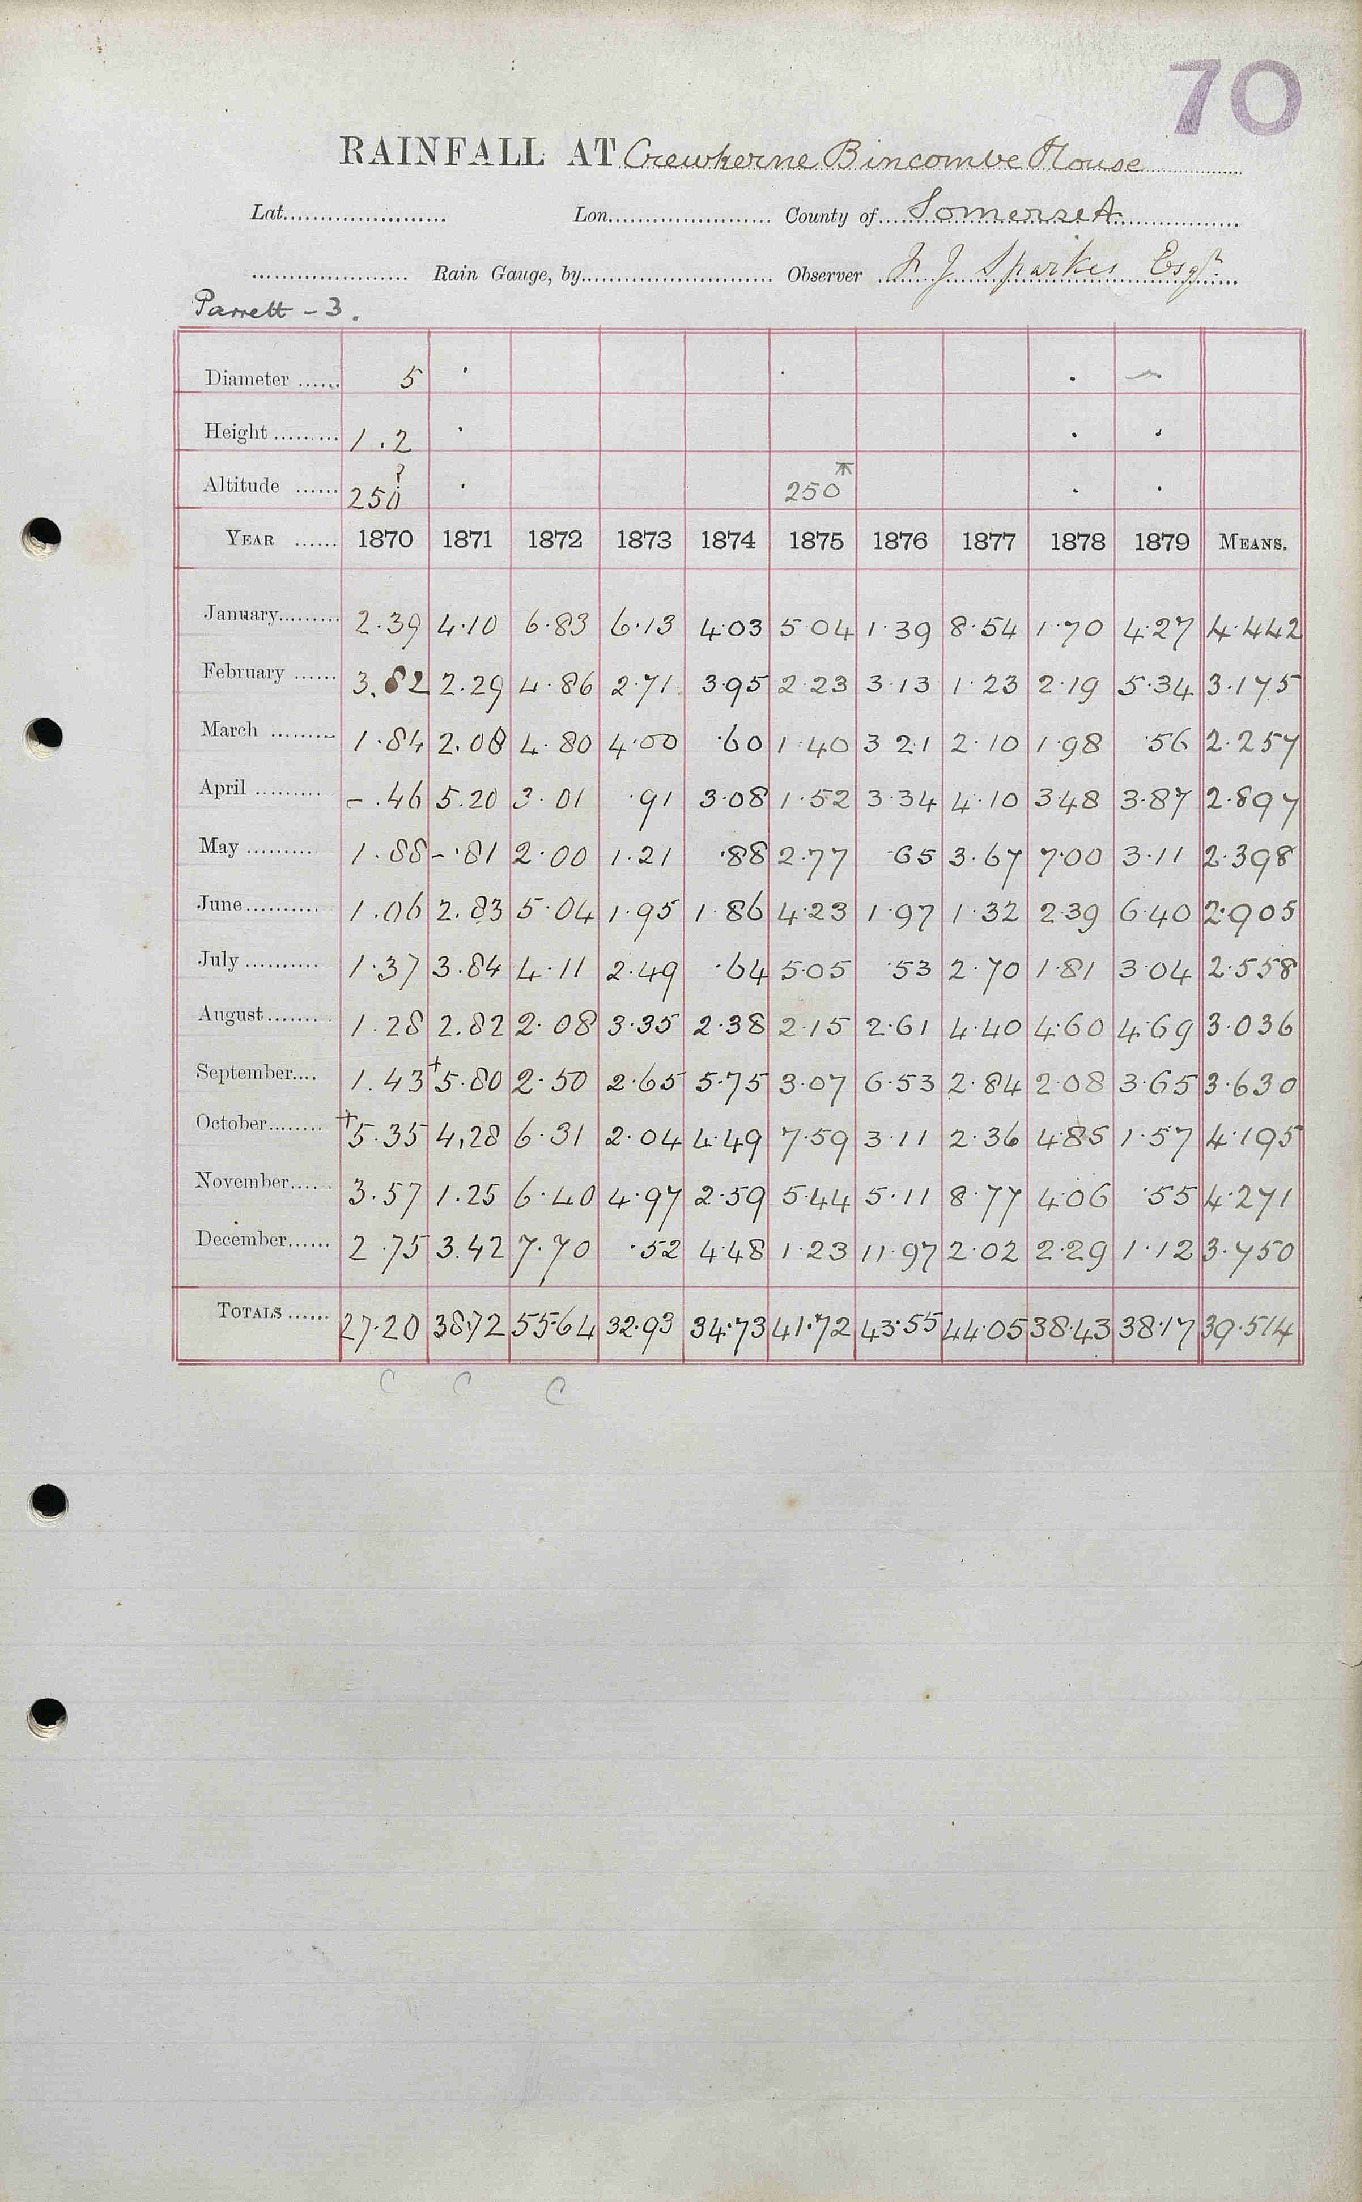 70
RAINFALL AT Crewkerne Bincombe House
Lat. Lon. County of Somerset
Rain Gauge, by Observer J J Sparks Esqr
Parrett - 3.
Diameter 5
Height 1.2
Altitude 250 ? 250
YEAR 1870 1871 1872 1873 1874 1875 1876 1877 1878 1879 MEANS.
January 2.39 4.10 6.83 6.13 4.03 5 04 1.39 8.54 1.70 4.27 4.442
February 3.82 2.29 4.86 2.71 3.95 2.23 3.13 1.23 2.19 5.34 3.175
March 1.84 2.08 4.80 4.00 .60 1.40 3 21 2.10 1.98 .56 2.257
April - .46 5.20 3.01 .91 3.08 1.52 3.34 4.10 3.48 3.87 2.897
May 1.88 - .81 2.00 1.21 .88 2.77 .65 3.67 7.00 3.11 2.398
June 1.06 2.83 5.04 1.95 1.86 4.23 1.97 1.32 2.39 6.40 2.905
July 1.37 3.84 4.11 2.49 .64 5.05 .53 2.70 1.81 3.04 2.558
August 1.28 2.82 2.08 3.35 2.38 2.15 2.61 4.40 4.60 4.69 3.036
September 1.43 +5.80 2.50 2.65 5.75 3.07 6.53 2.84 2.08 3.65 3.630
October +5.35 4.28 6.31 2.04 4.49 7.59 3.11 2.36 4.85 1.57 4.195
November 3.57 1.25 6.40 4.97 2.59 5.44 5.11 8.77 4.06 .55 4.271
December 2.75 3.42 7.70 .52 4.48 1.23 11.97 2.02 2.29 1.12 3.750
TOTALS 27.20 38.72 55.64 32.93 34.73 41.72 43.55 44.05 38.43 38.17 39.514
C C C